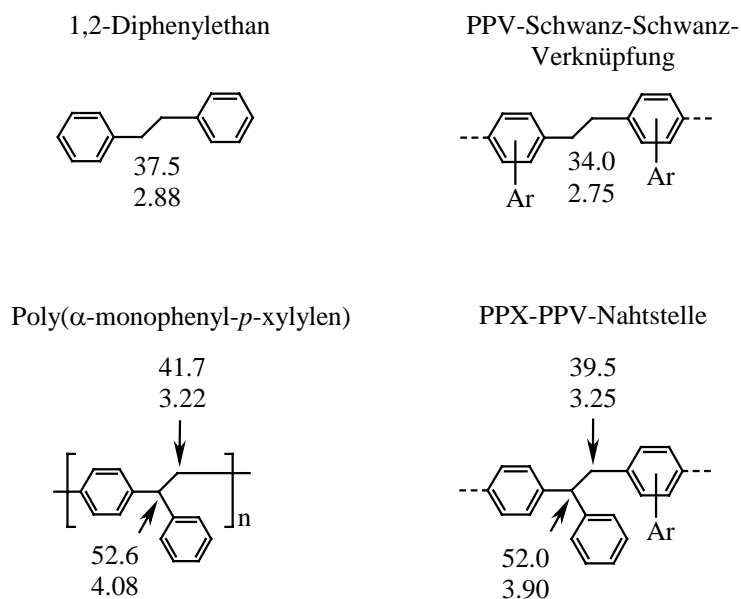 1,2-Diphenylethan
37.5
2.88
PPV-Schwanz-Schwanz-
Verknüpfung
34.0
2.75
Ar
Ar
Poly(α-monophenyl-p-xylylen)
41.7
3.22
n
52.6
4.08
PPX-PPV-Nahtstelle
39.5
3.25
Ar
52.0
3.90